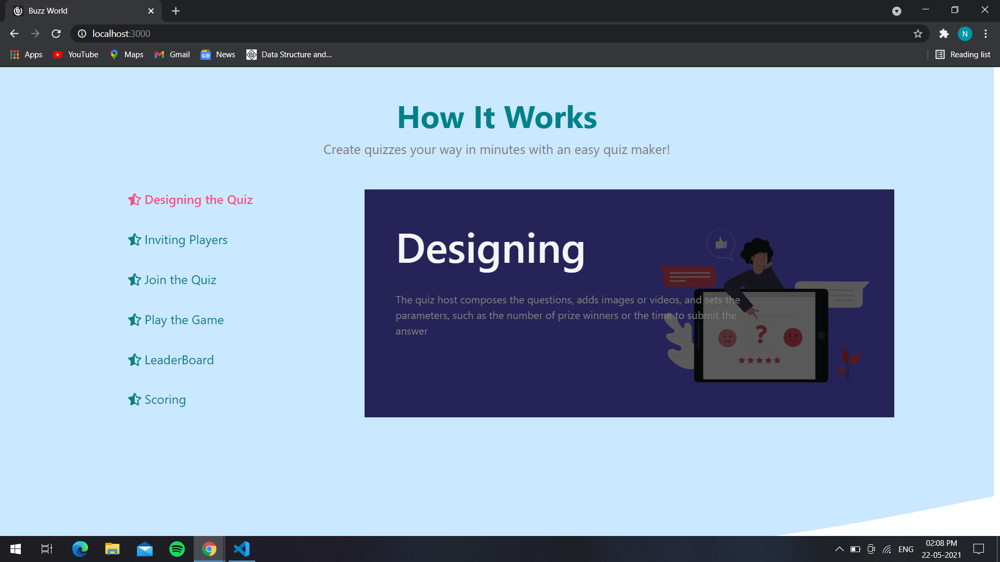 Buzz World
localhost:3000
Apps YouTube Maps Gmail News Data Structure and... Reading list
How It Works
Create quizzes your way in minutes with an easy quiz maker!
Designing the Quiz
Inviting Players
Join the Quiz
Play the Game
LeaderBoard
Scoring
Designing
The quiz host composes the questions, adds images or videos, and sets the
parameters, such as the number of prize winners or the time to submit the
answer
?
N
ENG
02:08 PM
22-05-2021